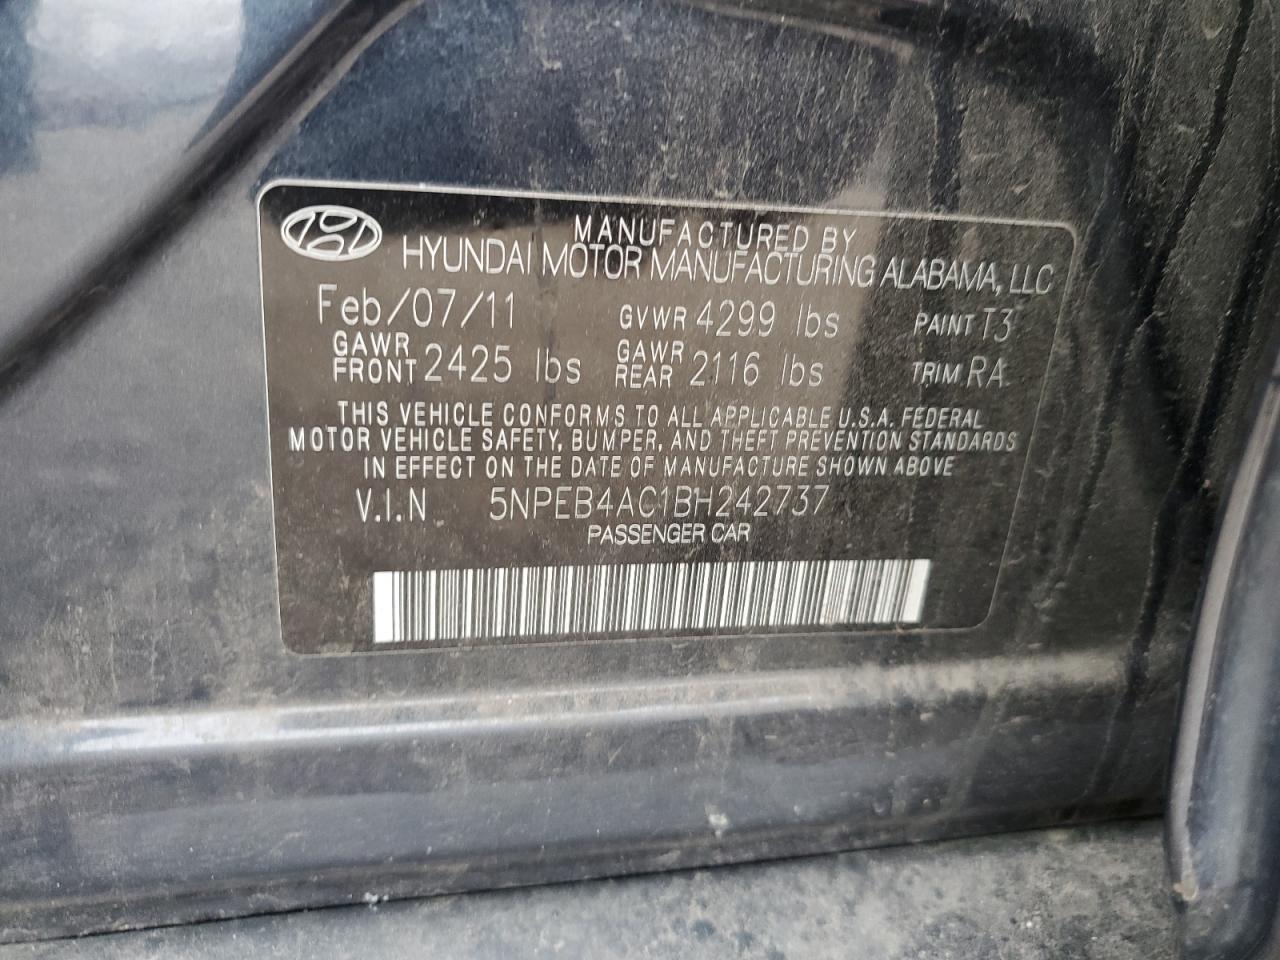 MANUFACTURED BY
HYUNDAI MOTOR MANUFACTURING ALABAMA, LLC
Feb/07/11 GVWR 4299 lbs PAINT T3
GAWR FRONT 2425 lbs GAWR REAR 2116 lbs TRIM RA
THIS VEHICLE CONFORMS TO ALL APPLICABLE U.S.A. FEDERAL
MOTOR VEHICLE SAFETY, BUMPER, AND THEFT PREVENTION STANDARDS
IN EFFECT ON THE DATE OF MANUFACTURE SHOWN ABOVE
V.I.N 5NPEB4AC1BH242737
PASSENGER CAR